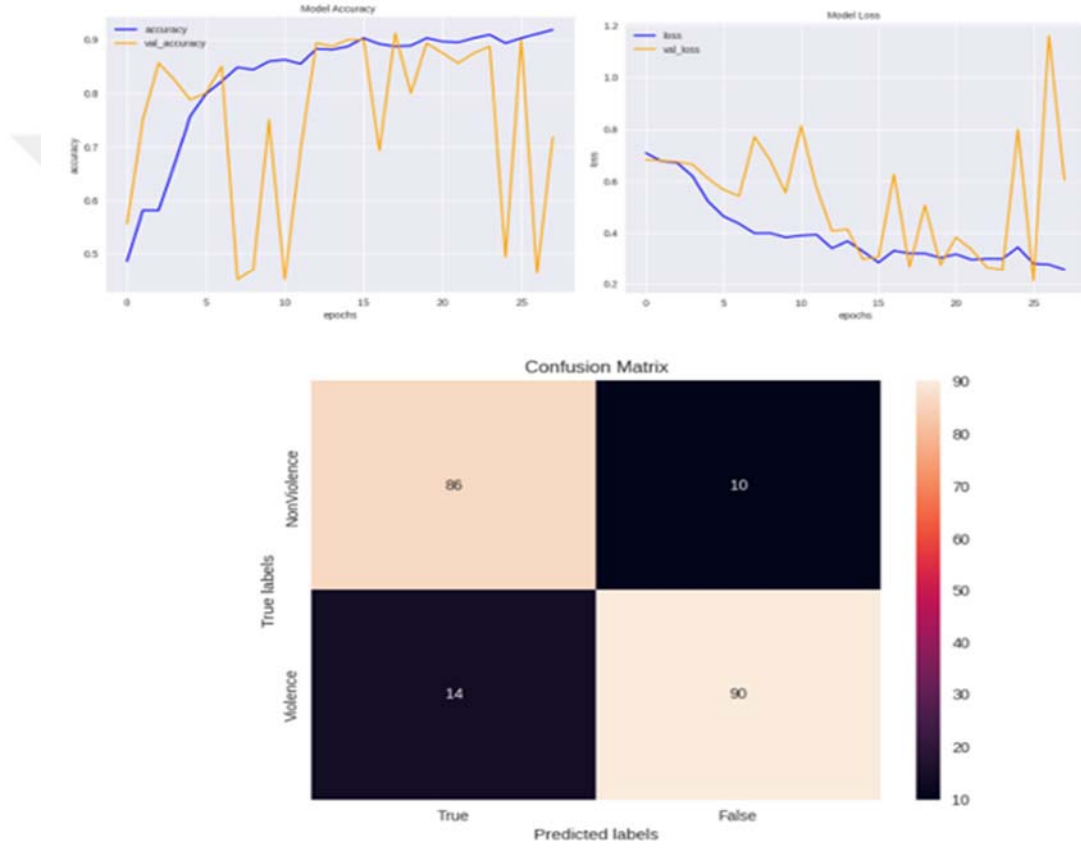 Model Accuracy
accuracy
val_accuracy
0.9
0.8
0.7
0.6
0.5
accuracy
0 5 10 15 20 25
epochs
Model Loss
loss
val_loss
1.2
1.0
0.8
0.6
0.4
0.2
loss
0 5 10 15 20 25
epochs
Confusion Matrix
True labels
NonViolence
86 10
Violence
14 90
True False
Predicted labels
90
80
70
60
50
40
30
20
10